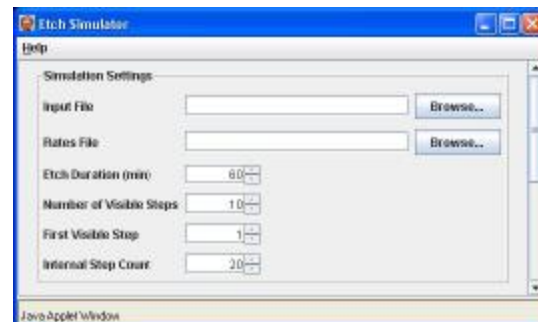 Etch Simulator
Help
Simulation Settings
Input File Browse...
Rates File Browse...
Etch Duration (min) 60
Number of Visible Steps 10
First Visible Step 1
Internal Step Count 20
Java Applet Window